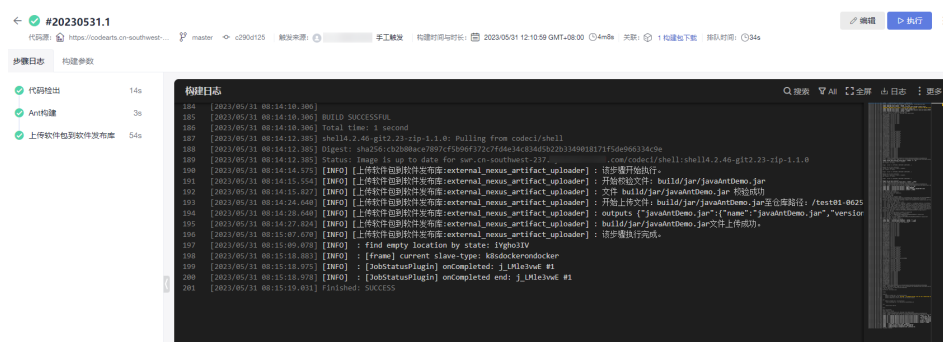 ← #20230531.1
编辑 执行
代码源: https://codearts.cn-southwest-... master c290d125 触发来源: 手工触发 构建时间与时长: 2023/05/31 12:10:59 GMT+08:00 4m8s 关联: 1 构建包下载 排队时间: 34s
步骤日志 构建参数
代码检出 14s
Ant构建 3s
上传软件包到软件发布库 54s
构建日志 搜索 All 全屏 日志 更多
184 [2023/05/31 08:14:10.306]
185 [2023/05/31 08:14:10.306] BUILD SUCCESSFUL
186 [2023/05/31 08:14:10.306] Total time: 1 second
187 [2023/05/31 08:14:12.385] shell4.2.46-git2.23-zip-1.1.0: Pulling from codeci/shell
188 [2023/05/31 08:14:12.385] Digest: sha256:cb2b80ace7897cf5b96f372c7fd4e34c834d5b22b3349018171f5de966334c9e
189 [2023/05/31 08:14:12.385] Status: Image is up to date for swr.cn-southwest-237. .com/codeci/shell:shell4.2.46-git2.23-zip-1.1.0
190 [2023/05/31 08:14:14.575] [INFO] [上传软件包到软件发布库:external_nexus_artifact_uploader] : 该步骤开始执行。
191 [2023/05/31 08:14:15.554] [INFO] [上传软件包到软件发布库:external_nexus_artifact_uploader] : 开始校验文件: build/jar/javaAntDemo.jar
192 [2023/05/31 08:14:15.554] [INFO] [上传软件包到软件发布库:external_nexus_artifact_uploader] : 文件 build/jar/javaAntDemo.jar 校验成功
193 [2023/05/31 08:14:24.640] [INFO] [上传软件包到软件发布库:external_nexus_artifact_uploader] : 开始上传文件: build/jar/javaAntDemo.jar至仓库路径: /test01-0625
194 [2023/05/31 08:14:28.640] [INFO] [上传软件包到软件发布库:external_nexus_artifact_uploader] : outputs {"javaAntDemo.jar":{"name":"javaAntDemo.jar","version
195 [2023/05/31 08:14:27.824] [INFO] [上传软件包到软件发布库:external_nexus_artifact_uploader] : build/jar/javaAntDemo.jar文件上传成功。
196 [2023/05/31 08:15:07.670] [INFO] [上传软件包到软件发布库:external_nexus_artifact_uploader] : 该步骤执行完成。
197 [2023/05/31 08:15:09.078] [INFO] : find empty location by state: iYgho3IV
198 [2023/05/31 08:15:18.883] [INFO] : [frame] current slave-type: k8sdockerondocker
199 [2023/05/31 08:15:18.975] [INFO] : [JobStatusPlugin] onCompleted: j_LMle3vwE #1
200 [2023/05/31 08:15:18.978] [INFO] : [JobStatusPlugin] onCompleted end: j_LMle3vwE #1
201 [2023/05/31 08:15:19.031] Finished: SUCCESS